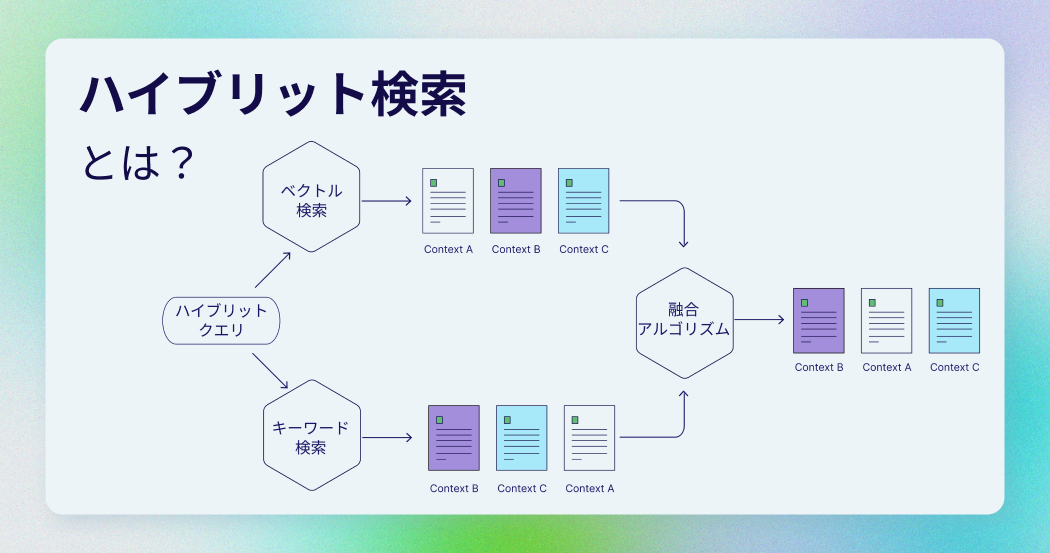 ハイブリット検索
とは？
ベクトル
検索
Context A
Context B
Context C
ハイブリット
クエリ
融合
アルゴリズム
Context B
Context A
Context C
キーワード
検索
Context B
Context C
Context A